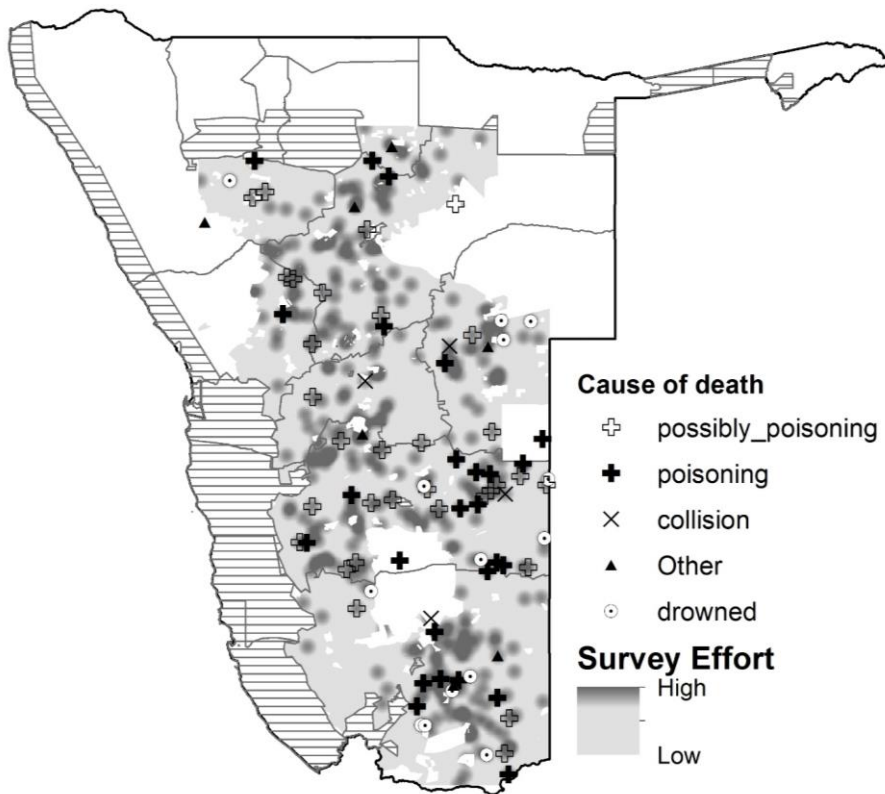 Cause of death
possibly_poisoning
poisoning
collision
Other
drowned
Survey Effort
High
Low